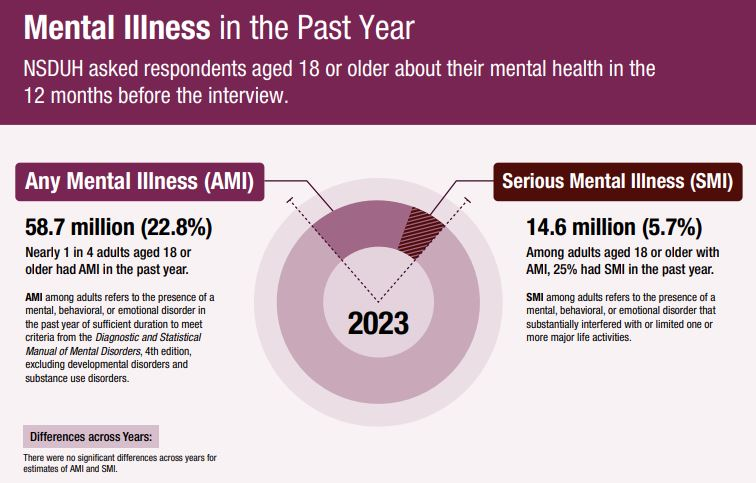 Mental Illness in the Past Year
NSDUH asked respondents aged 18 or older about their mental health in the
12 months before the interview.
Any Mental Illness (AMI)
58.7 million (22.8%)
Nearly 1 in 4 adults aged 18 or
older had AMI in the past year.
AMI among adults refers to the presence of a
mental, behavioral, or emotional disorder in
the past year of sufficient duration to meet
criteria from the Diagnostic and Statistical
Manual of Mental Disorders, 4th edition,
excluding developmental disorders and
substance use disorders.
2023
Serious Mental Illness (SMI)
14.6 million (5.7%)
Among adults aged 18 or older with
AMI, 25% had SMI in the past year.
SMI among adults refers to the presence of a
mental, behavioral, or emotional disorder that
substantially interfered with or limited one or
more major life activities.
Differences across Years:
There were no significant differences across years for
estimates of AMI and SMI.